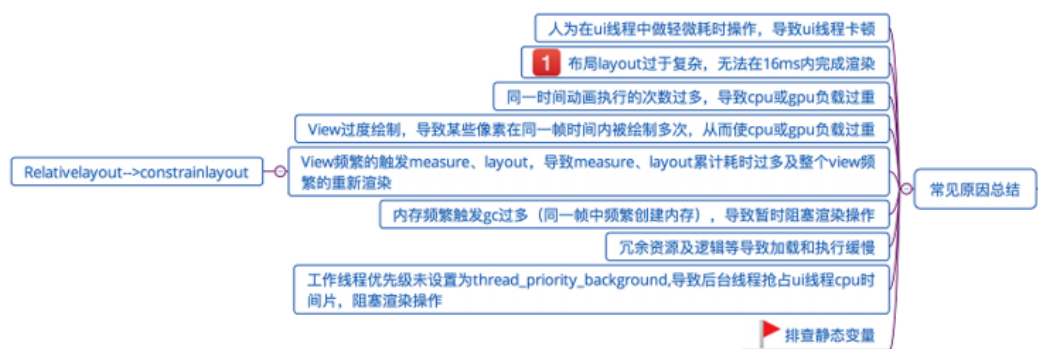 人为在ui线程中做轻微耗时操作，导致ui线程卡顿
1 布局layout过于复杂，无法在16ms内完成渲染
同一时间动画执行的次数过多，导致cpu或gpu负载过重
View过度绘制，导致某些像素在同一帧时间内被绘制多次，从而使cpu或gpu负载过重
Relativelayout-->constrainlayout
View频繁的触发measure、layout，导致measure、layout累计耗时过多及整个view频
繁的重新渲染
常见原因总结
内存频繁触发gc过多（同一帧中频繁创建内存），导致暂时阻塞渲染操作
冗余资源及逻辑等导致加载和执行缓慢
工作线程优先级未设置为thread_priority_background,导致后台线程抢占ui线程cpu时
间片，阻塞渲染操作
排查静态变量